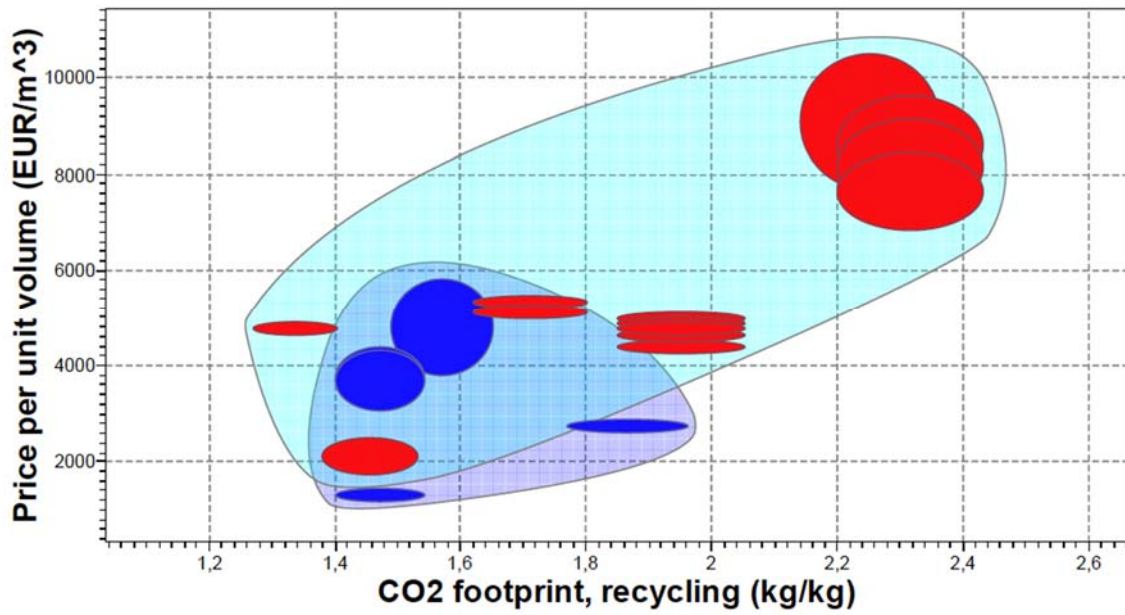 Price per unit volume (EUR/m^3)
10000
8000
6000
4000
2000
1,2 1,4 1,6 1,8 2 2,2 2,4 2,6
CO2 footprint, recycling (kg/kg)